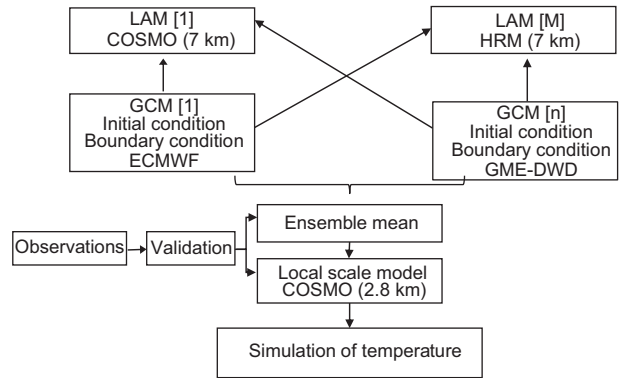 LAM [1]
COSMO (7 km)
LAM [M]
HRM (7 km)
GCM [1]
Initial condition
Boundary condition
ECMWF
GCM [n]
Initial condition
Boundary condition
GME-DWD
Ensemble mean
Observations
Validation
Local scale model
COSMO (2.8 km)
Simulation of temperature